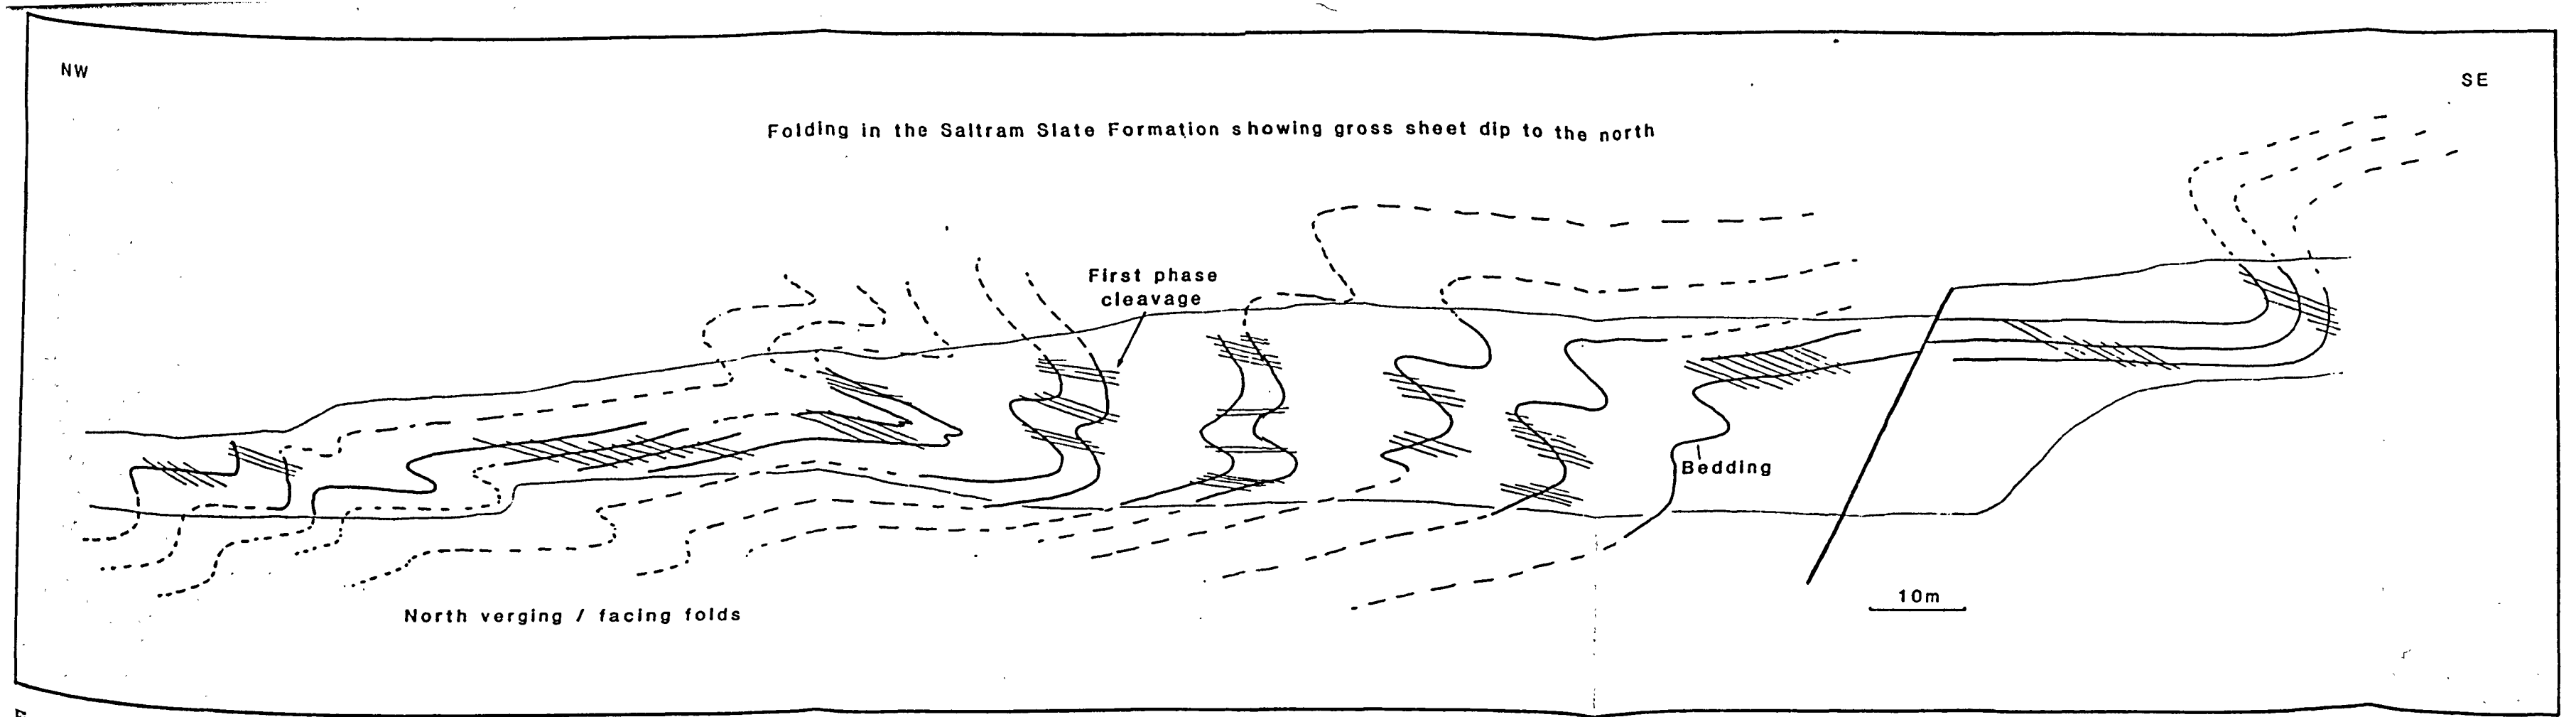 NW
SE
Folding in the Saltram Slate Formation showing gross sheet dip to the north
First phase
cleavage
Bedding
10m
North verging / facing folds